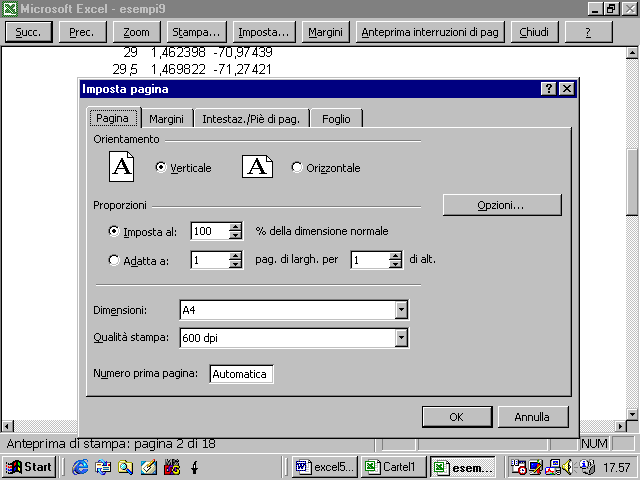 Microsoft Excel - esempi9
Succ. Prec. Zoom Stampa... Imposta... Margini Anteprima interruzioni di pag Chiudi ?
29 1,462398 -70,97439
29,5 1,469822 -71,27421
Imposta pagina
Pagina Margini Intestaz./Piè di pag. Foglio
Orientamento
A Verticale A Orizzontale
Opzioni...
Proporzioni
Imposta al: 100 % della dimensione normale
Adatta a: 1 pag. di largh. per 1 di alt.
Dimensioni: A4
Qualità stampa: 600 dpi
Numero prima pagina: Automatica
OK Annulla
Anteprima di stampa: pagina 2 di 18 NUM
Start excel5... Cartel1 esem... 17.57